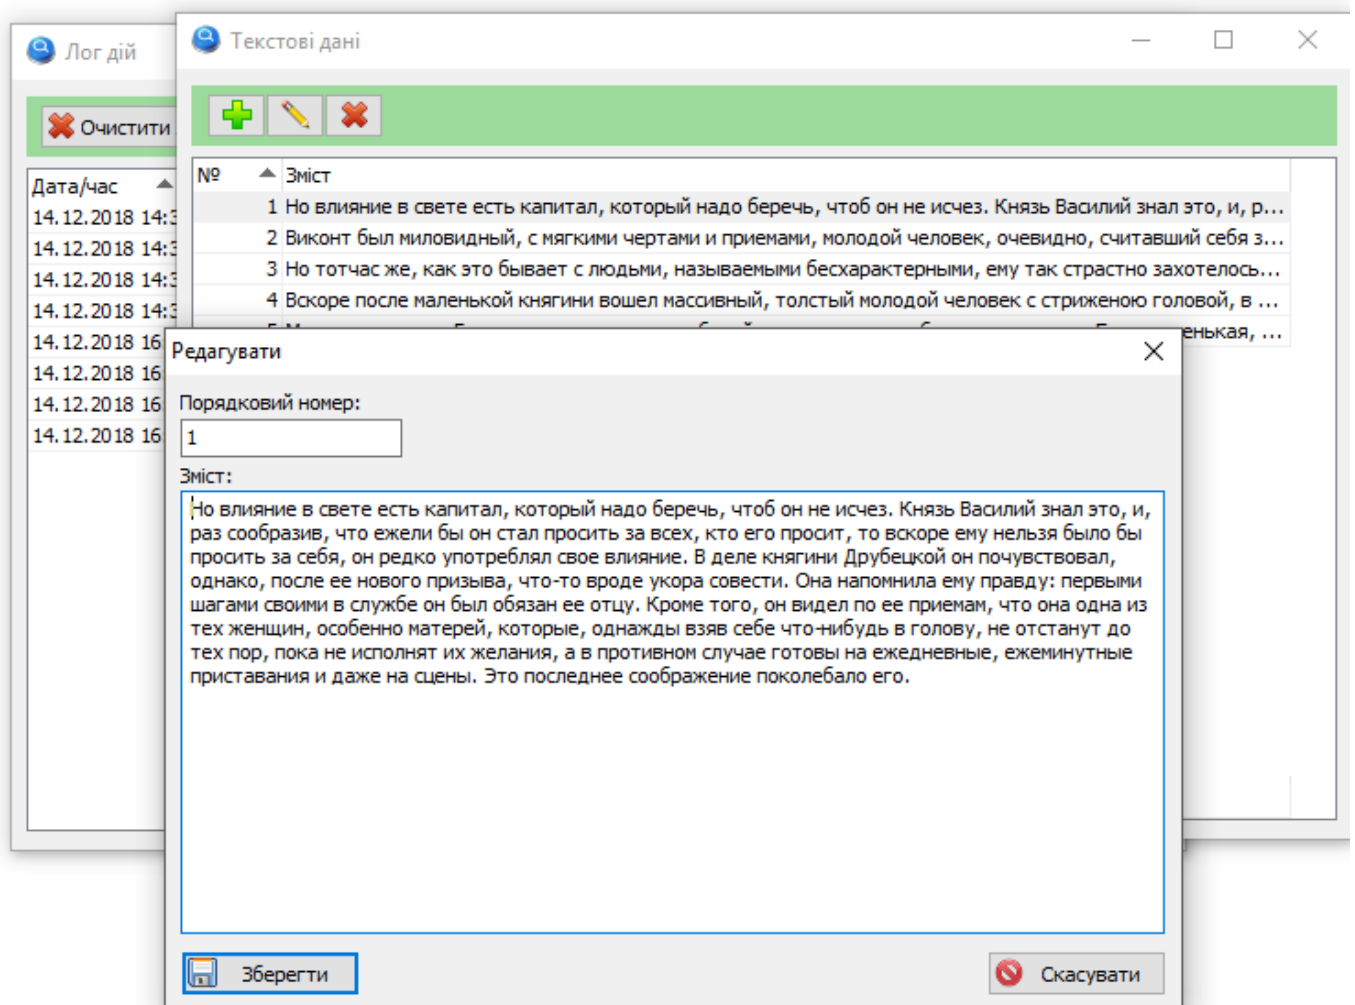 Лог дій
Текстові дані
Очистити
Дата/час
14.12.2018 14:3
14.12.2018 14:3
14.12.2018 14:3
14.12.2018 14:3
14.12.2018 16
14.12.2018 16
14.12.2018 16
14.12.2018 16
№ Зміст
1 Но влияние в свете есть капитал, который надо беречь, чтоб он не исчез. Князь Василий знал это, и, р...
2 Виконт был миловидный, с мягкими чертами и приемами, молодой человек, очевидно, считавший себя з...
3 Но тотчас же, как это бывает с людьми, называемыми бесхарактерными, ему так страстно захотелось...
4 Вскоре после маленькой княгини вошел массивный, толстый молодой человек с стриженою головой, в ...
енькая, ...
Редагувати
Порядковий номер:
1
Зміст:
Но влияние в свете есть капитал, который надо беречь, чтоб он не исчез. Князь Василий знал это, и,
раз сообразив, что ежели бы он стал просить за всех, кто его просит, то вскоре ему нельзя было бы
просить за себя, он редко употреблял свое влияние. В деле княгини Друбецкой он почувствовал,
однако, после ее нового призыва, что-то вроде укора совести. Она напомнила ему правду: первыми
шагами своими в службе он был обязан ее отцу. Кроме того, он видел по ее приемам, что она одна из
тех женщин, особенно матерей, которые, однажды взяв себе что-нибудь в голову, не отстанут до
тех пор, пока не исполнят их желания, а в противном случае готовы на ежедневные, ежеминутные
приставания и даже на сцены. Это последнее соображение поколебало его.
Зберегти
Скасувати